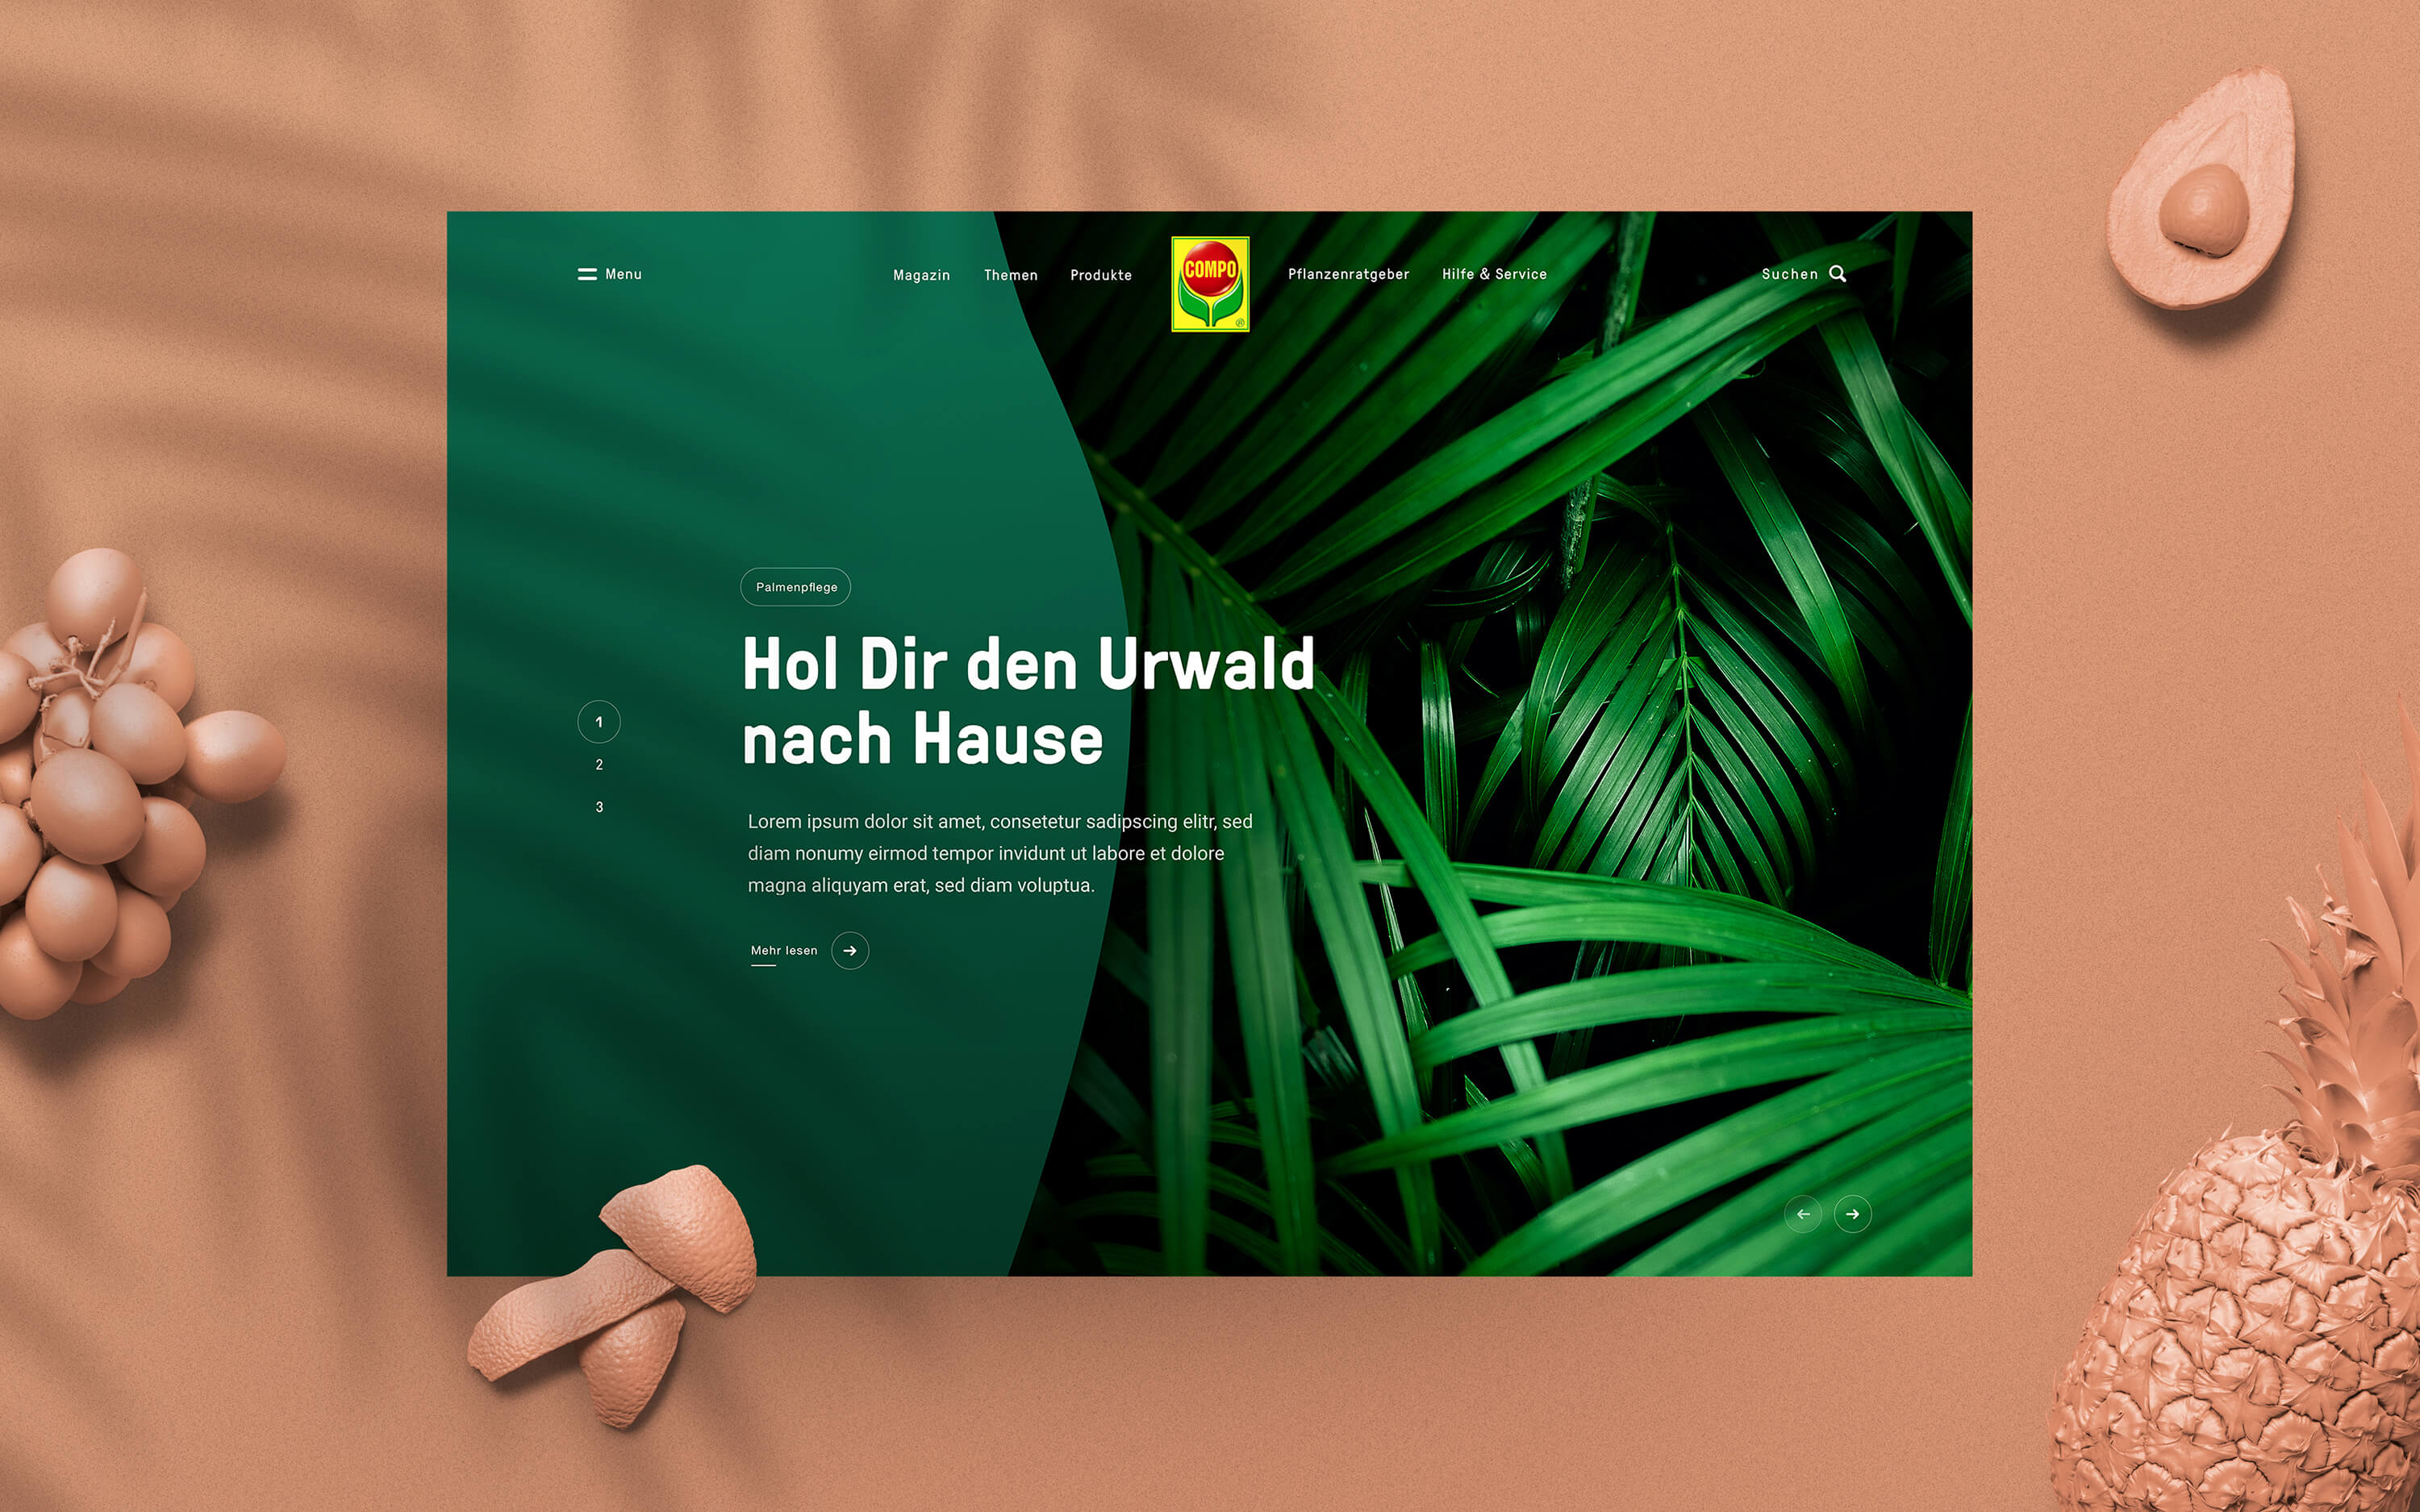 Menu
Magazin
Themen
Produkte
COMPO
®
Pflanzenratgeber
Hilfe & Service
Suchen
Palmenpflege
Hol Dir den Urwald
nach Hause
1
2
3
Lorem ipsum dolor sit amet, consetetur sadipscing elitr, sed
diam nonumy eirmod tempor invidunt ut labore et dolore
magna aliquyam erat, sed diam voluptua.
Mehr lesen